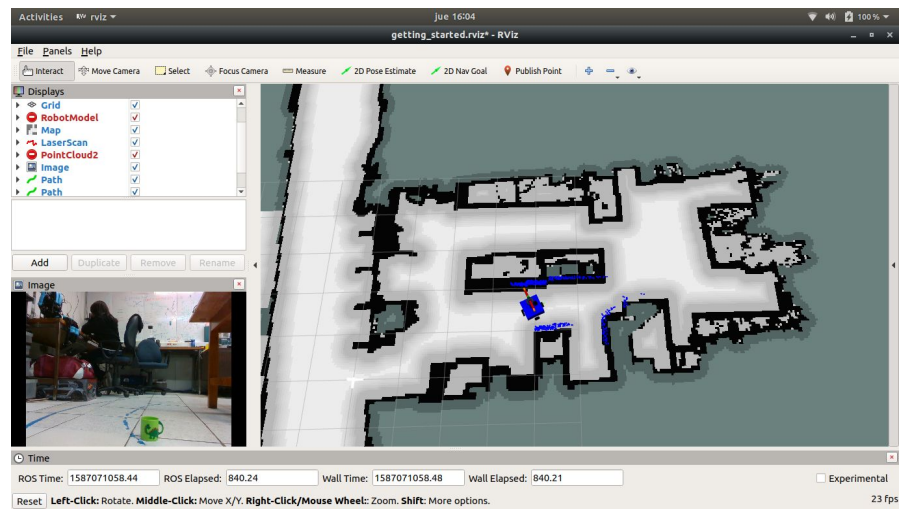 Activities rviz jue 16:04 100 %
getting_started.rviz* - RViz
File Panels Help
Interact Move Camera Select Focus Camera Measure 2D Pose Estimate 2D Nav Goal Publish Point
Displays
Grid
RobotModel
Map
LaserScan
PointCloud2
Image
Path
Path
Add Duplicate Remove Rename
Image
Time
ROS Time: 1587071058.44 ROS Elapsed: 840.24 Wall Time: 1587071058.48 Wall Elapsed: 840.21 Experimental
Reset Left-Click: Rotate. Middle-Click: Move X/Y. Right-Click/Mouse Wheel:: Zoom. Shift: More options. 23 fps